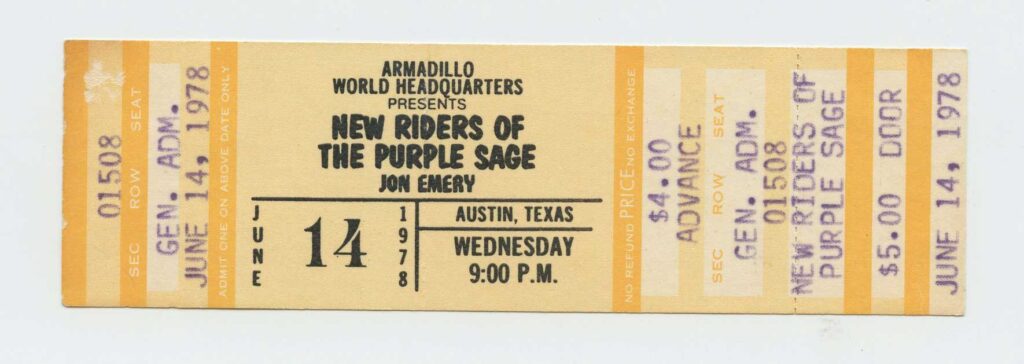 SEC ROW SEAT
01508
GEN. ADM.
JUNE 14, 1978
ADMIT ONE ON ABOVE DATE ONLY
ARMADILLO
WORLD HEADQUARTERS
PRESENTS
NEW RIDERS OF
THE PURPLE SAGE
JON EMERY
JUNE
14
1978
AUSTIN, TEXAS
WEDNESDAY
9:00 P.M.
NO REFUND PRICE NO EXCHANGE
$4.00
ADVANCE
SEC ROW SEAT
GEN. ADM.
01508
NEW RIDERS OF
PURPLE SAGE
$5.00 DOOR
JUNE 14, 1978